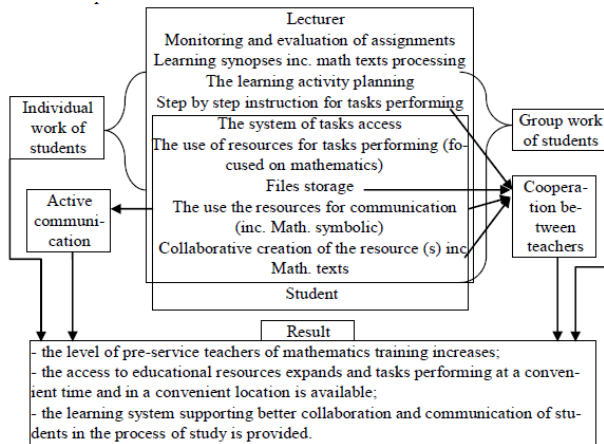 Lecturer
Monitoring and evaluation of assignments
Learning synopses inc. math texts processing
The learning activity planning
Step by step instruction for tasks performing
Individual
work of
students
Group work
of students
The system of tasks access
The use of resources for tasks performing (fo-
cused on mathematics)
Files storage
The use the resources for communication
(inc. Math. symbolic)
Collaborative creation of the resource (s) inc
Math. texts
Active
communi-
cation
Cooper-
ation be-
tween
teachers
Student
Result
- the level of pre-service teachers of mathematics training increases;
- the access to educational resources expands and tasks performing at a conven-
ient time and in a convenient location is available;
- the learning system supporting better collaboration and communication of stu-
dents in the process of study is provided.